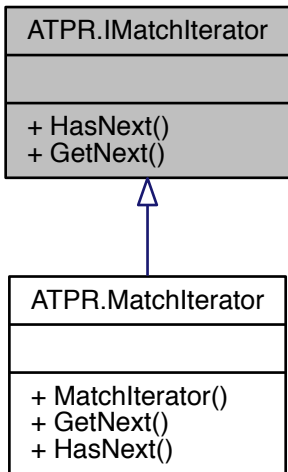 ATPR.IMatchIterator
+ HasNext()
+ GetNext()
ATPR.MatchIterator
+ MatchIterator()
+ GetNext()
+ HasNext()